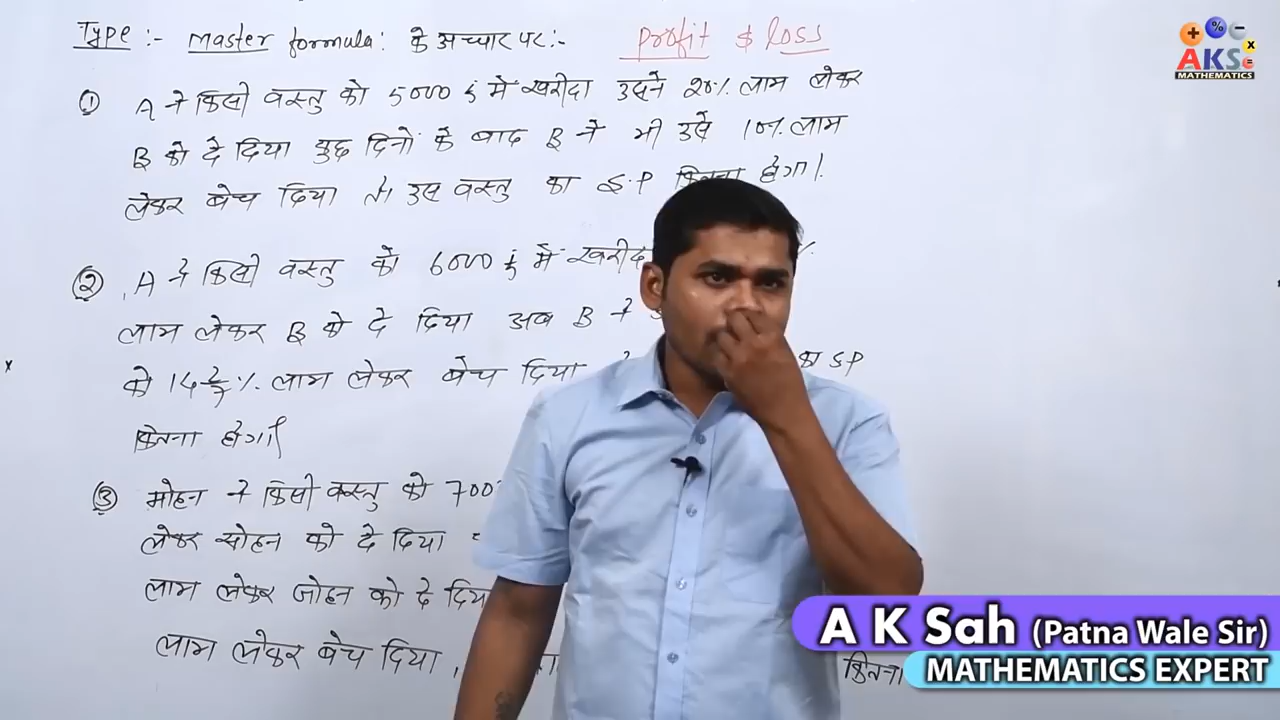 Type :- Master formula: के अच्चार पर:- Profit & loss
① A ने किसी वस्तु को 5000 ₹ में खरीदा उसने 20% लाभ लेकर
B को दे दिया कुछ दिनों के बाद B ने भी उसे 10% लाभ
लेकर बेच दिया तो उस वस्तु का S.P कितना होगा।
② A ने किसी वस्तु को 6000 ₹ में खरीद %
लाभ लेकर B को दे दिया अब B ने
को 14 2/7 % लाभ लेकर बेच दिया का S.P
कितना होगा
③ मोहन ने किसी वस्तु को 700
लेकर सोहन को दे दिया
लाभ लेकर जोहन को दे दिया
लाभ लेकर बेच दिया, कितना
AKS
MATHEMATICS
A K Sah (Patna Wale Sir)
MATHEMATICS EXPERT